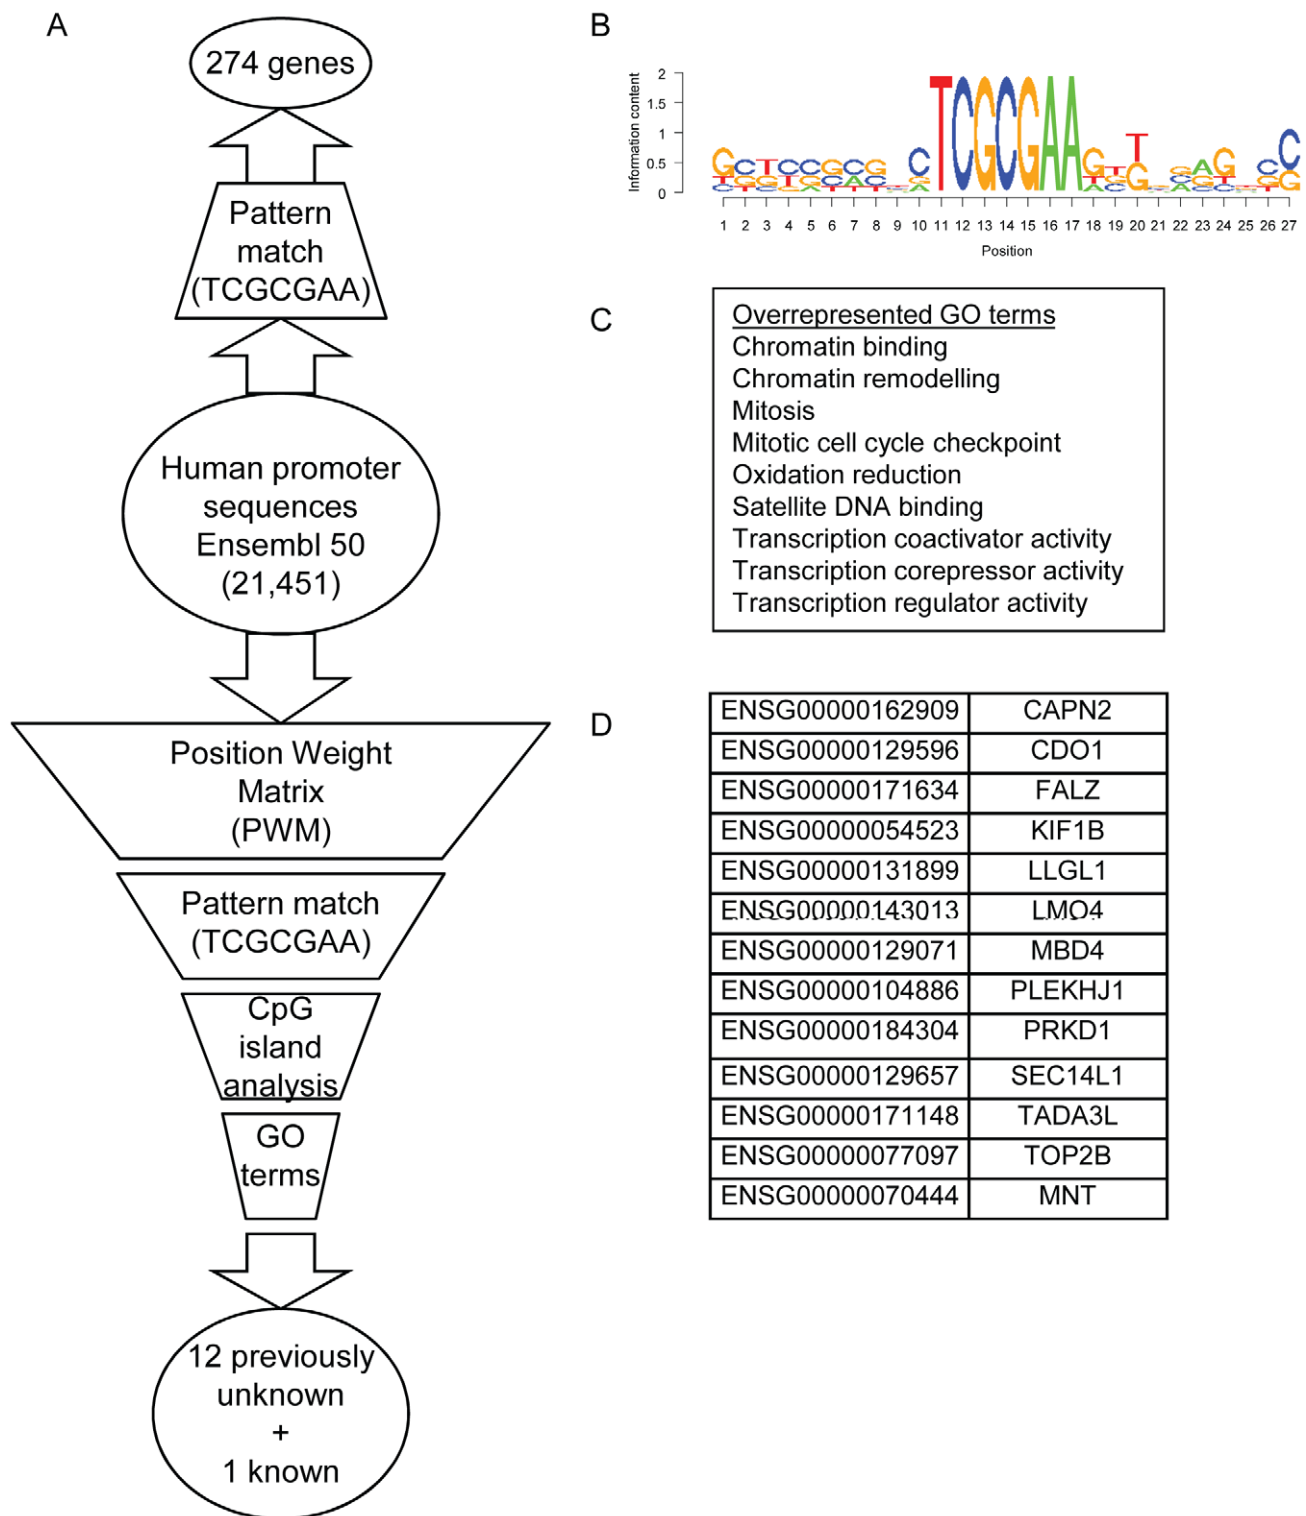 A
274 genes
Pattern
match
(TCGCGAA)
Human promoter
sequences
Ensembl 50
(21,451)
Position Weight
Matrix
(PWM)
Pattern match
(TCGCGAA)
CpG
island
analysis
GO
terms
12 previously
unknown
+
1 known
B
Information content
2
1.5
1
0.5
0
TCGCGAA
1 2 3 4 5 6 7 8 9 10 11 12 13 14 15 16 17 18 19 20 21 22 23 24 25 26 27
Position
C
Overrepresented GO terms
Chromatin binding
Chromatin remodelling
Mitosis
Mitotic cell cycle checkpoint
Oxidation reduction
Satellite DNA binding
Transcription coactivator activity
Transcription corepressor activity
Transcription regulator activity
D
ENSG00000162909 CAPN2
ENSG00000129596 CDO1
ENSG00000171634 FALZ
ENSG00000054523 KIF1B
ENSG00000131899 LLGL1
ENSG00000143013 LMO4
ENSG00000129071 MBD4
ENSG00000104886 PLEKHJ1
ENSG00000184304 PRKD1
ENSG00000129657 SEC14L1
ENSG00000171148 TADA3L
ENSG00000077097 TOP2B
ENSG00000070444 MNT